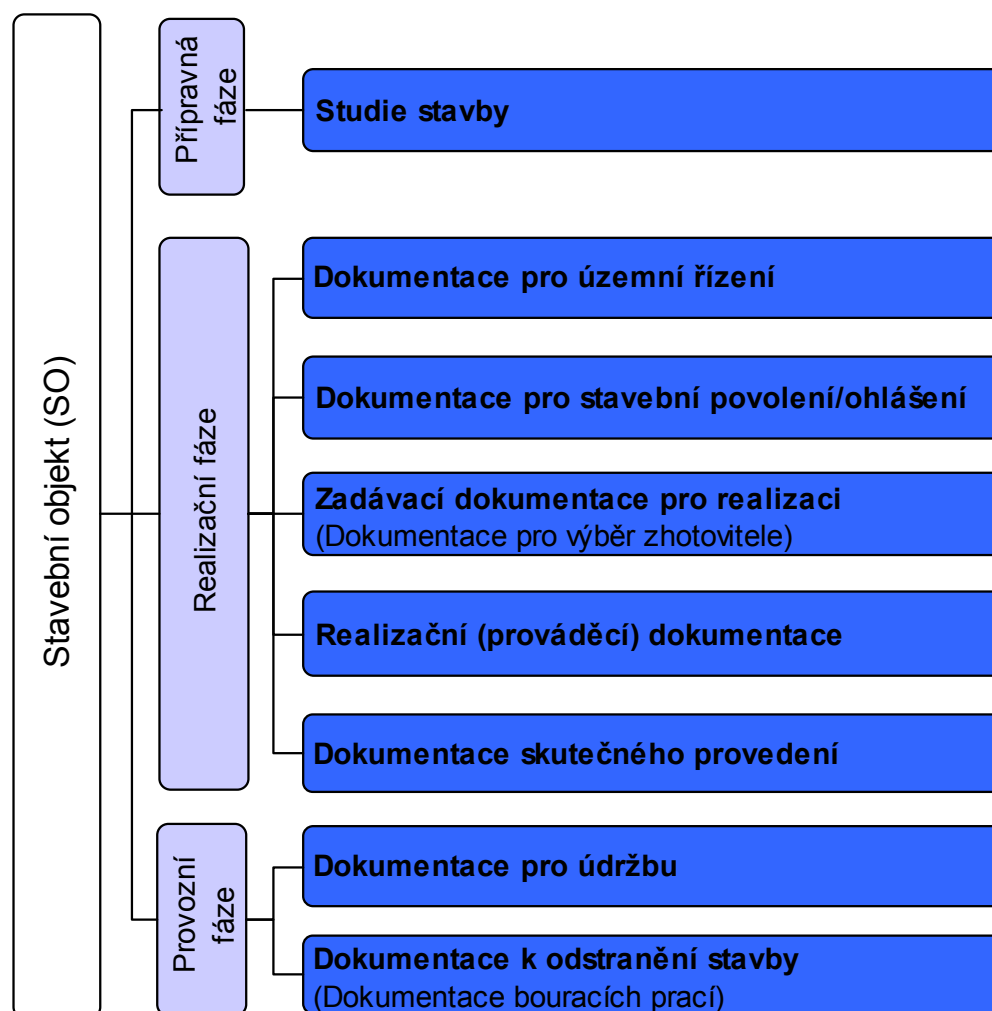 Stavební objekt (SO)
Přípravná
fáze
Studie stavby
Realizační fáze
Dokumentace pro územní řízení
Dokumentace pro stavební povolení/ohlášení
Zadávací dokumentace pro realizaci
(Dokumentace pro výběr zhotovitele)
Realizační (prováděcí) dokumentace
Dokumentace skutečného provedení
Provozní
fáze
Dokumentace pro údržbu
Dokumentace k odstranění stavby
(Dokumentace bouracích prací)